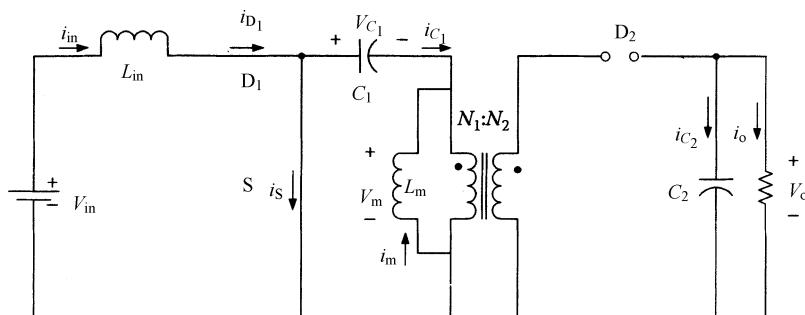 i_in
L_in
i_D1
D1
+ V_C1 −
C1
i_C1
N1:N2
D2
+
V_in
S
i_S
+
V_m
−
L_m
i_m
i_C2
i_o
C2
+
V_o
−